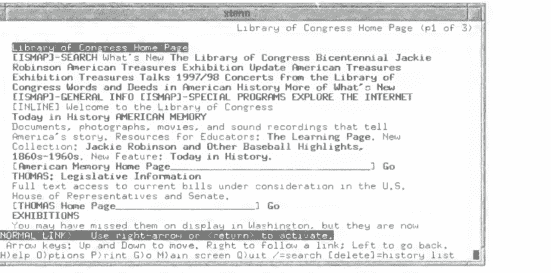 Library of Congress Home Page (p1 of 3)
Library of Congress Home Page
[ISMAP]-SEARCH What's New The Library of Congress Bicentennial Jackie
Robinson American Treasures Exhibition Update American Treasures
Exhibition Treasures Talks 1997/98 Concerts from the Library of
Congress Words and Deeds in American History More of What's New
[ISMAP]-GENERAL INFO [ISMAP]-SPECIAL PROGRAMS EXPLORE THE INTERNET
[INLINE] Welcome to the Library of Congress
Today in History AMERICAN MEMORY
Documents, photographs, movies, and sound recordings that tell
America's story. Resources for Educators: The Learning Page. New
Collection: Jackie Robinson and Other Baseball Highlights,
1860s-1960s. New Feature: Today in History.
[American Memory Home Page____________________] Go
THOMAS: Legislative Information
Full text access to current bills under consideration in the U.S.
House of Representatives and Senate.
[THOMAS Home Page____________________] Go
EXHIBITIONS
You may have missed them on display in Washington, but they are now
NORMAL LINK) Use right-arrow or <return> to activate.
Arrow keys: Up and Down to move. Right to follow a link; Left to go back.
H)elp O)ptions P)rint G)o M)ain screen Q)uit /=search [delete]=history list